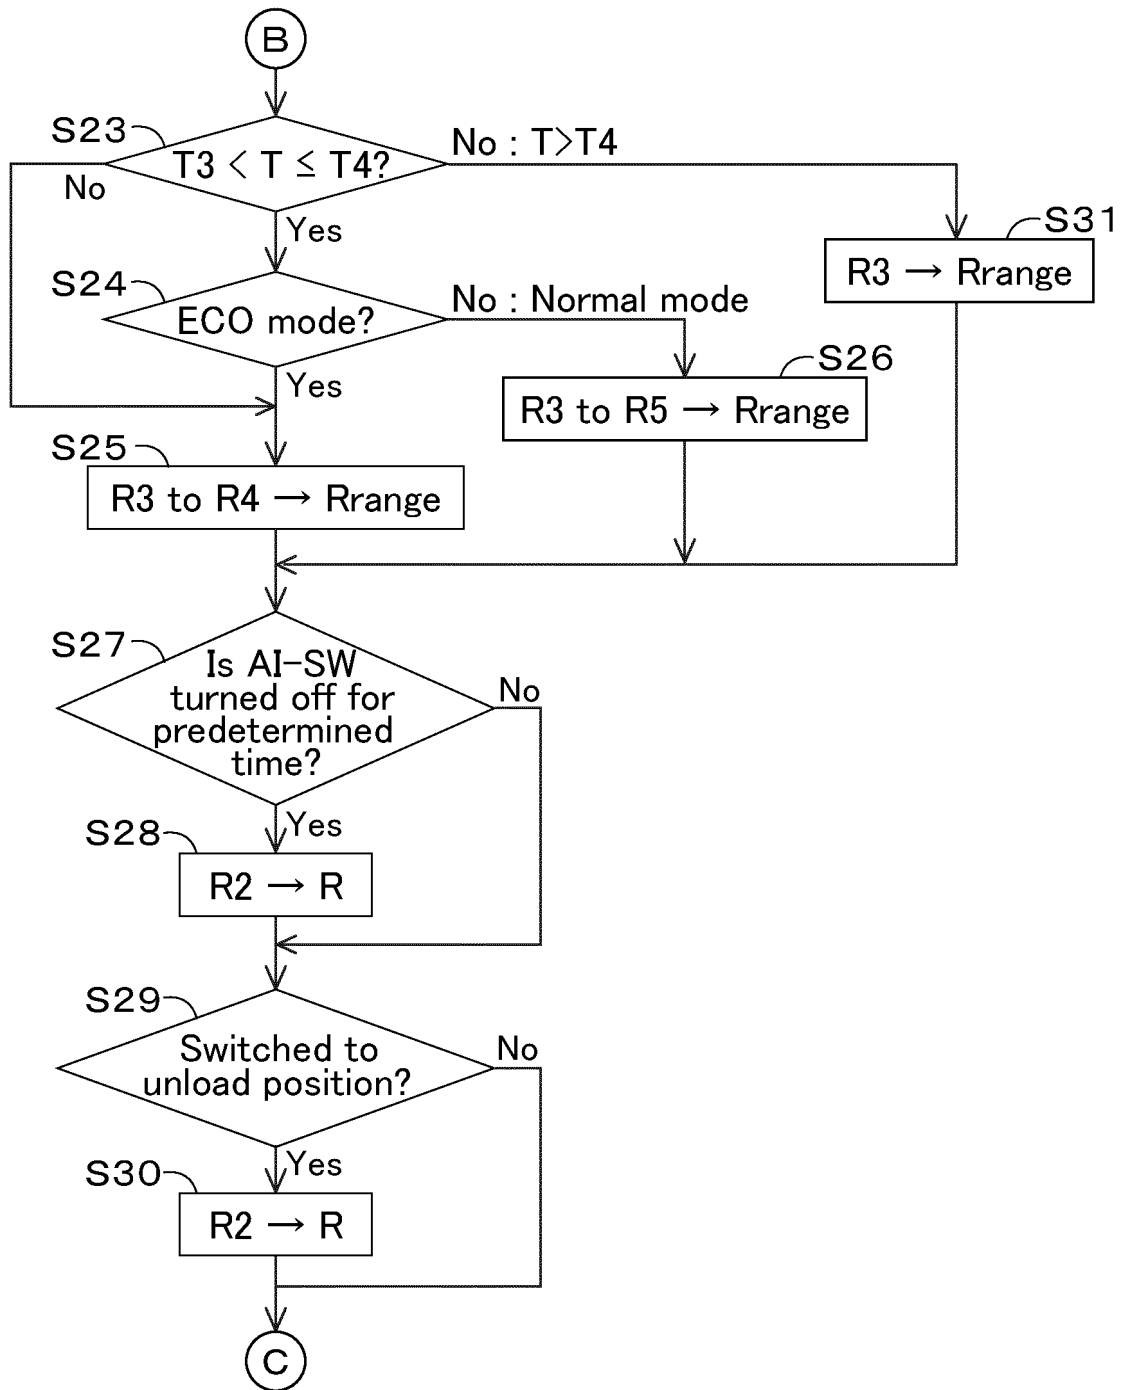 B
S23
T3 < T ≤ T4?
No : T>T4
No
Yes
S31
R3 → Rrange
S24
ECO mode?
No : Normal mode
Yes
S26
R3 to R5 → Rrange
S25
R3 to R4 → Rrange
S27
Is AI-SW
turned off for
predetermined
time?
No
Yes
S28
R2 → R
S29
Switched to
unload position?
No
Yes
S30
R2 → R
C